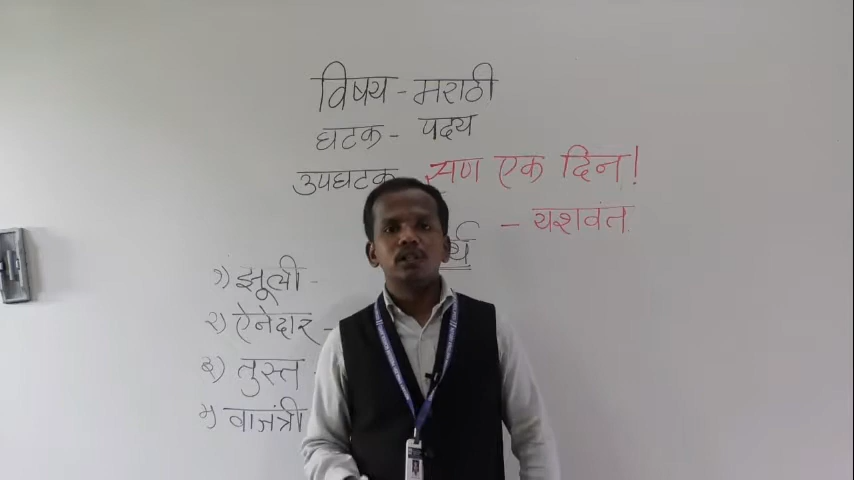 विषय - मराठी
घटक - पद्य
उपघटक सण एक दिन!
- यशवंत
१) झूली -
२) ऐनेदार -
३) तुस्त -
४) वाजंत्री